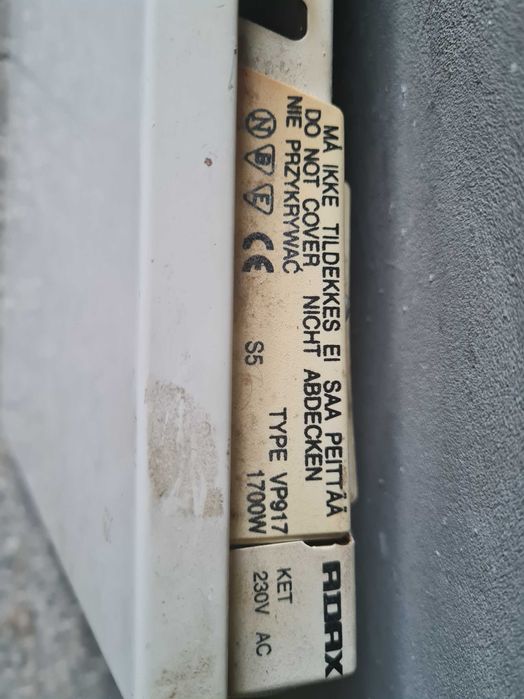 MÅ IKKE TILDEKKES EI SAA PEITTÄÄ
DO NOT COVER NICHT ABDECKEN
NIE PRZYKRYWAĆ
N B E CE
S5
TYPE VP917
1700W
ADAX
KET
230V AC